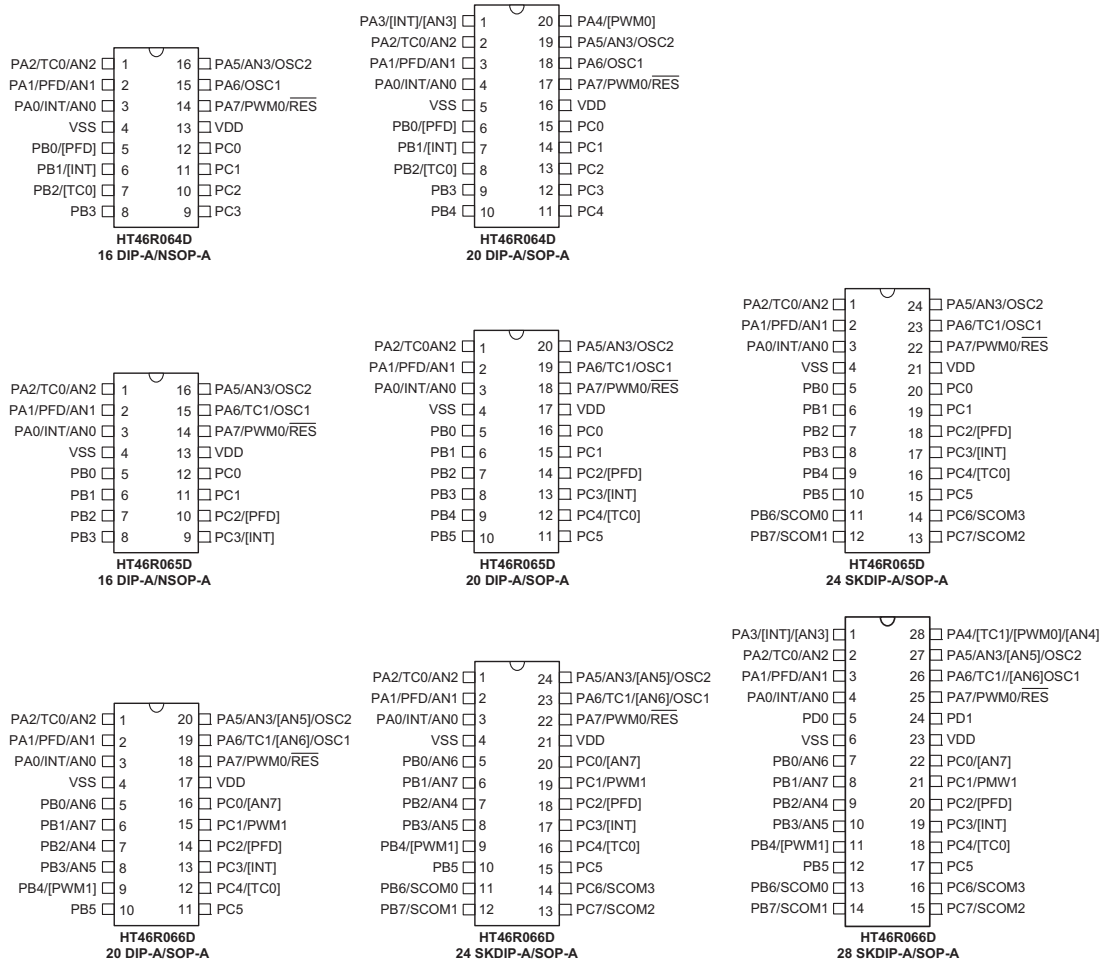 PA2/TC0/AN2 1 16 PA5/AN3/OSC2
PA1/PFD/AN1 2 15 PA6/OSC1
PA0/INT/AN0 3 14 PA7/PWM0/RES
VSS 4 13 VDD
PB0/[PFD] 5 12 PC0
PB1/[INT] 6 11 PC1
PB2/[TC0] 7 10 PC2
PB3 8 9 PC3
HT46R064D
16 DIP-A/NSOP-A
PA3/[INT]/[AN3] 1 20 PA4/[PWM0]
PA2/TC0/AN2 2 19 PA5/AN3/OSC2
PA1/PFD/AN1 3 18 PA6/OSC1
PA0/INT/AN0 4 17 PA7/PWM0/RES
VSS 5 16 VDD
PB0/[PFD] 6 15 PC0
PB1/[INT] 7 14 PC1
PB2/[TC0] 8 13 PC2
PB3 9 12 PC3
PB4 10 11 PC4
HT46R064D
20 DIP-A/SOP-A
PA2/TC0/AN2 1 16 PA5/AN3/OSC2
PA1/PFD/AN1 2 15 PA6/TC1/OSC1
PA0/INT/AN0 3 14 PA7/PWM0/RES
VSS 4 13 VDD
PB0 5 12 PC0
PB1 6 11 PC1
PB2 7 10 PC2/[PFD]
PB3 8 9 PC3/[INT]
HT46R065D
16 DIP-A/NSOP-A
PA2/TC0AN2 1 20 PA5/AN3/OSC2
PA1/PFD/AN1 2 19 PA6/TC1/OSC1
PA0/INT/AN0 3 18 PA7/PWM0/RES
VSS 4 17 VDD
PB0 5 16 PC0
PB1 6 15 PC1
PB2 7 14 PC2/[PFD]
PB3 8 13 PC3/[INT]
PB4 9 12 PC4/[TC0]
PB5 10 11 PC5
HT46R065D
20 DIP-A/SOP-A
PA2/TC0/AN2 1 24 PA5/AN3/OSC2
PA1/PFD/AN1 2 23 PA6/TC1/OSC1
PA0/INT/AN0 3 22 PA7/PWM0/RES
VSS 4 21 VDD
PB0 5 20 PC0
PB1 6 19 PC1
PB2 7 18 PC2/[PFD]
PB3 8 17 PC3/[INT]
PB4 9 16 PC4/[TC0]
PB5 10 15 PC5
PB6/SCOM0 11 14 PC6/SCOM3
PB7/SCOM1 12 13 PC7/SCOM2
HT46R065D
24 SKDIP-A/SOP-A
PA2/TC0/AN2 1 20 PA5/AN3/[AN5]/OSC2
PA1/PFD/AN1 2 19 PA6/TC1/[AN6]/OSC1
PA0/INT/AN0 3 18 PA7/PWM0/RES
VSS 4 17 VDD
PB0/AN6 5 16 PC0/[AN7]
PB1/AN7 6 15 PC1/PWM1
PB2/AN4 7 14 PC2/[PFD]
PB3/AN5 8 13 PC3/[INT]
PB4/[PWM1] 9 12 PC4/[TC0]
PB5 10 11 PC5
HT46R066D
20 DIP-A/SOP-A
PA2/TC0/AN2 1 24 PA5/AN3/[AN5]/OSC2
PA1/PFD/AN1 2 23 PA6/TC1/[AN6]/OSC1
PA0/INT/AN0 3 22 PA7/PWM0/RES
VSS 4 21 VDD
PB0/AN6 5 20 PC0/[AN7]
PB1/AN7 6 19 PC1/PWM1
PB2/AN4 7 18 PC2/[PFD]
PB3/AN5 8 17 PC3/[INT]
PB4/[PWM1] 9 16 PC4/[TC0]
PB5 10 15 PC5
PB6/SCOM0 11 14 PC6/SCOM3
PB7/SCOM1 12 13 PC7/SCOM2
HT46R066D
24 SKDIP-A/SOP-A
PA3/[INT]/[AN3] 1 28 PA4/[TC1]/[PWM0]/[AN4]
PA2/TC0/AN2 2 27 PA5/AN3/[AN5]/OSC2
PA1/PFD/AN1 3 26 PA6/TC1//[AN6]OSC1
PA0/INT/AN0 4 25 PA7/PWM0/RES
PD0 5 24 PD1
VSS 6 23 VDD
PB0/AN6 7 22 PC0/[AN7]
PB1/AN7 8 21 PC1/PMW1
PB2/AN4 9 20 PC2/[PFD]
PB3/AN5 10 19 PC3/[INT]
PB4/[PWM1] 11 18 PC4/[TC0]
PB5 12 17 PC5
PB6/SCOM0 13 16 PC6/SCOM3
PB7/SCOM1 14 15 PC7/SCOM2
HT46R066D
28 SKDIP-A/SOP-A